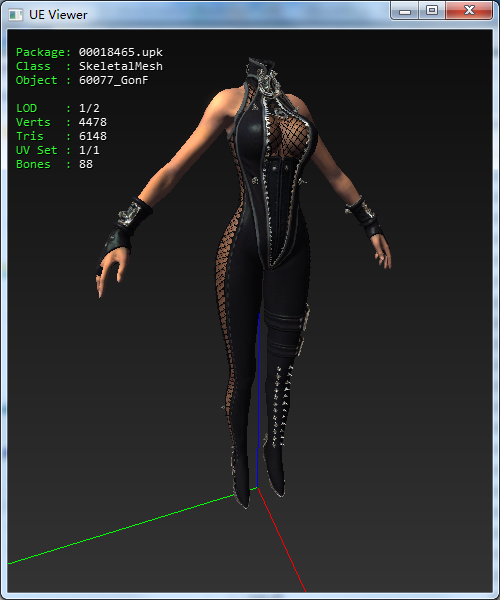 UE Viewer
Package: 00018465.upk
Class : SkeletalMesh
Object : 60077_GonF
LOD : 1/2
Verts : 4478
Tris : 6148
UV Set : 1/1
Bones : 88